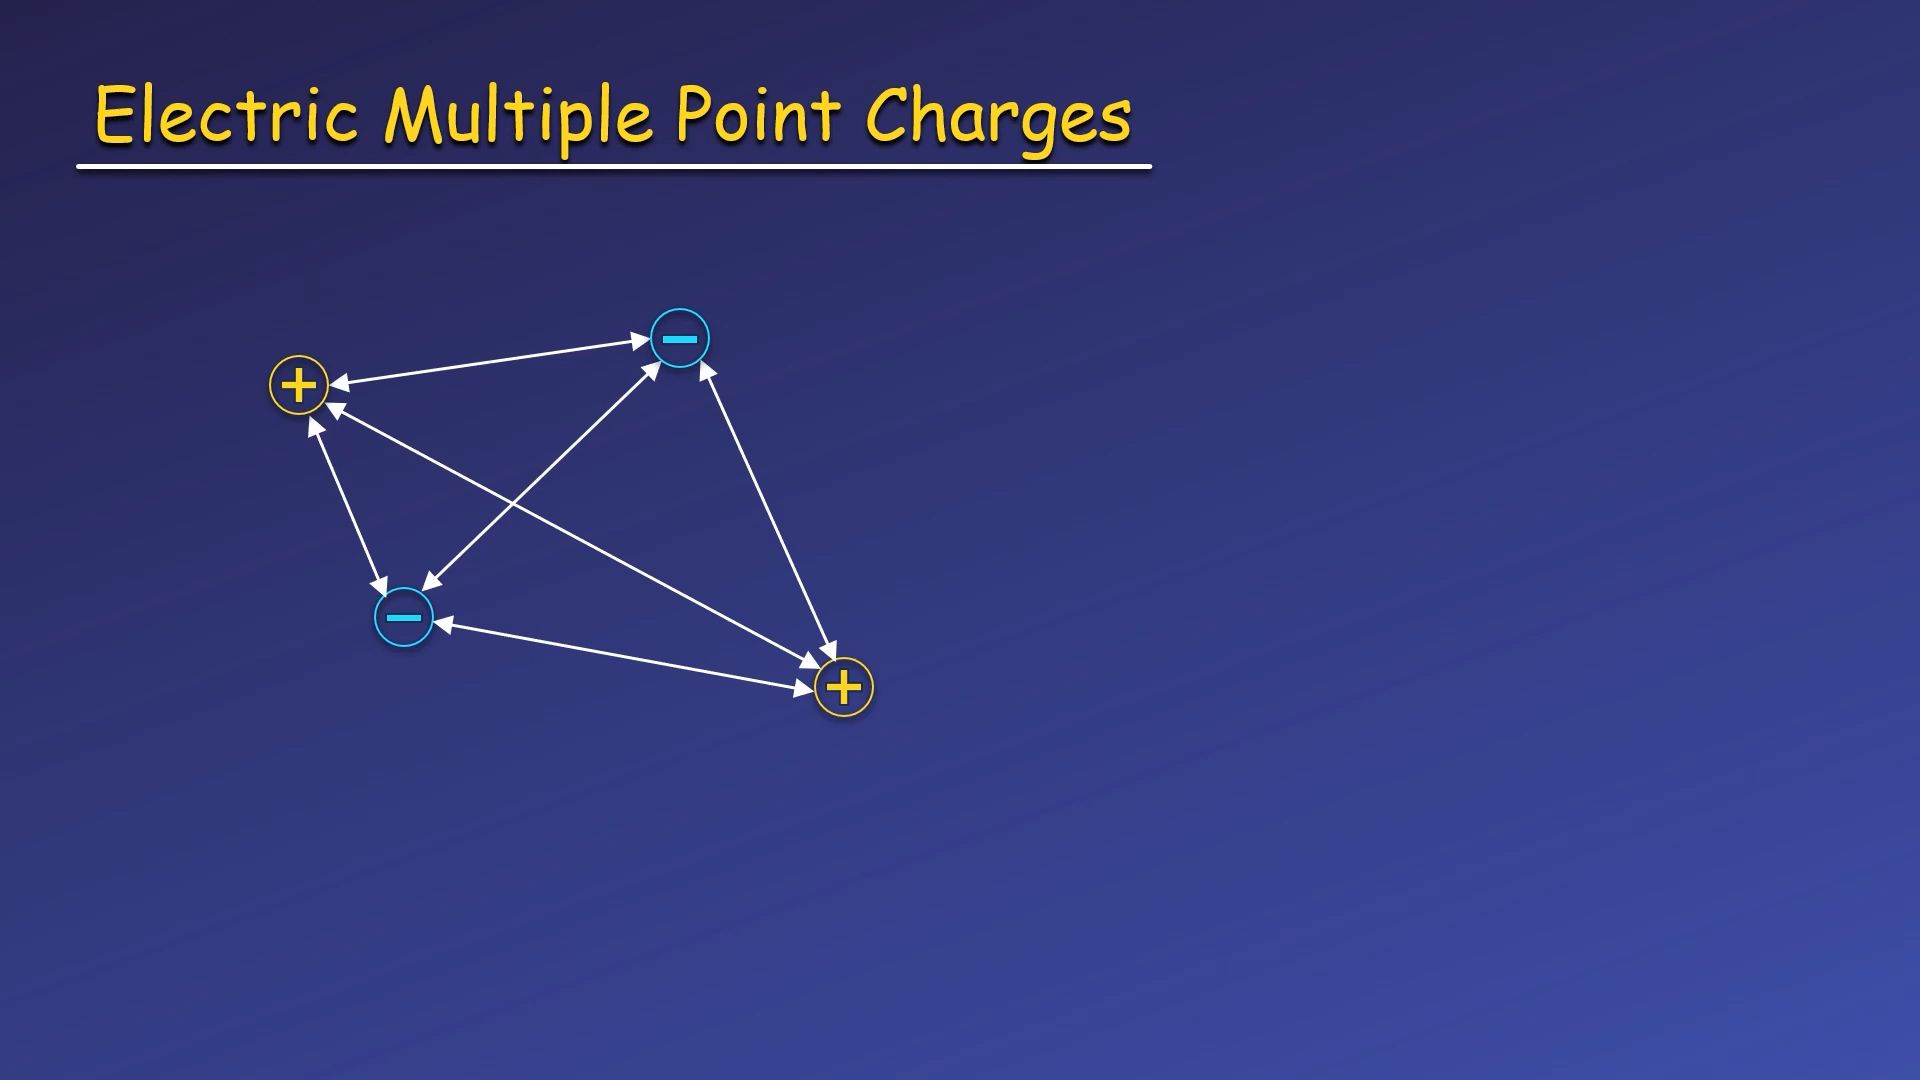 Electric Multiple Point Charges
−
+
−
+